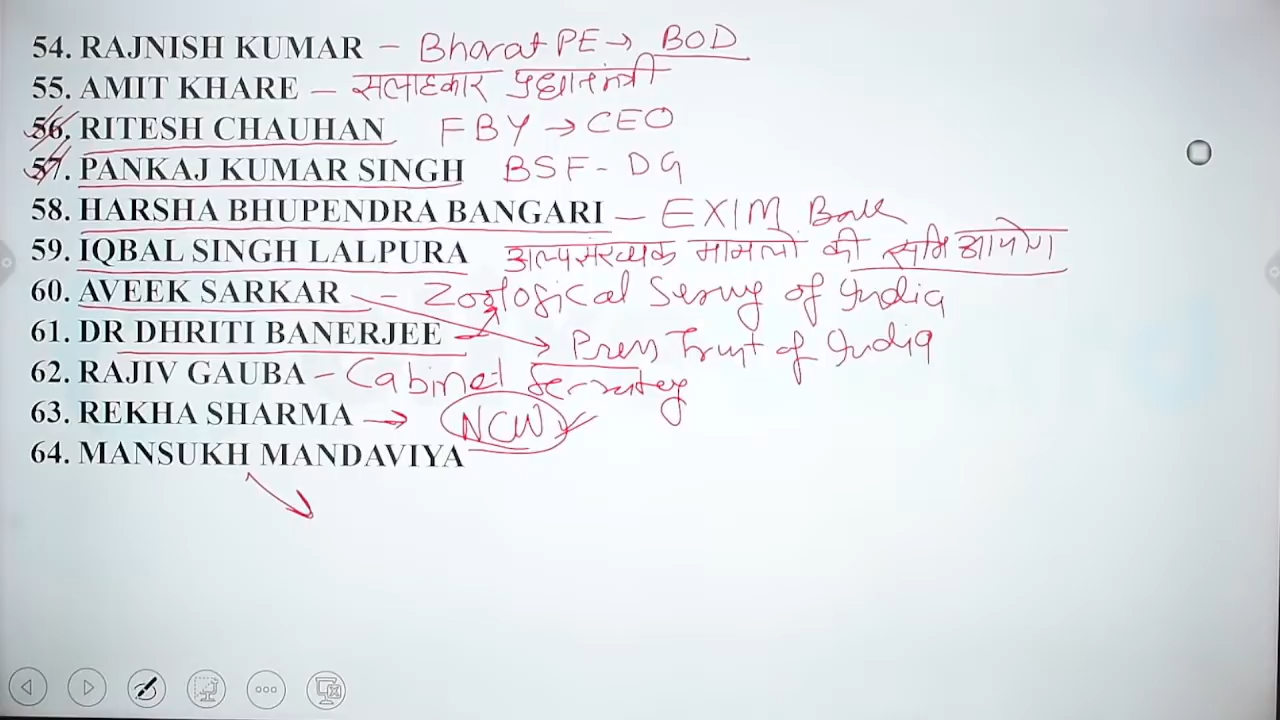 54. RAJNISH KUMAR - Bharat PE → BOD
55. AMIT KHARE - सलाहकार प्रधानमंत्री
56. RITESH CHAUHAN FBY → CEO
57. PANKAJ KUMAR SINGH BSF - DG
58. HARSHA BHUPENDRA BANGARI - EXIM Bank
59. IQBAL SINGH LALPURA अल्पसंख्यक मामलो की आयोग
60. AVEEK SARKAR - Zoological of India
61. DR DHRITI BANERJEE → Press Trust of India
62. RAJIV GAUBA - Cabinet
63. REKHA SHARMA → NCW
64. MANSUKH MANDAVIYA